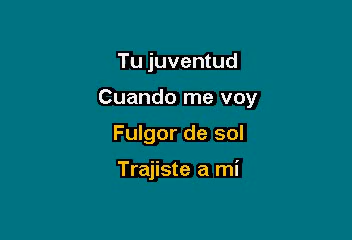 Tu juventud
Cuando me voy
Fulgor de sol
Trajiste a mí